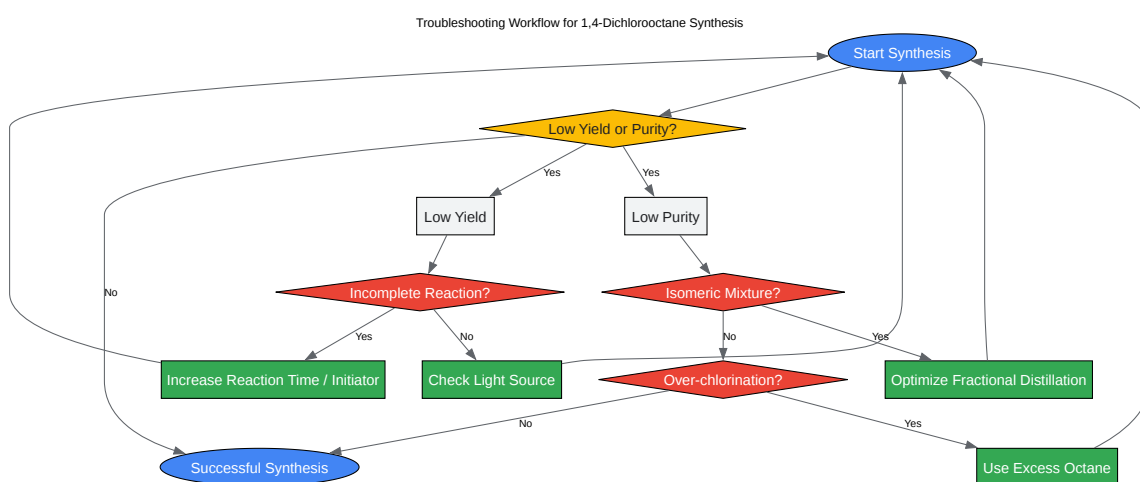 Troubleshooting Workflow for 1,4-Dichlorooctane Synthesis
Start Synthesis
Low Yield or Purity?
Yes
Yes
Low Yield
Low Purity
No
Incomplete Reaction?
Isomeric Mixture?
Yes
No
No
Yes
Increase Reaction Time / Initiator
Check Light Source
Over-chlorination?
Optimize Fractional Distillation
No
Yes
Successful Synthesis
Use Excess Octane